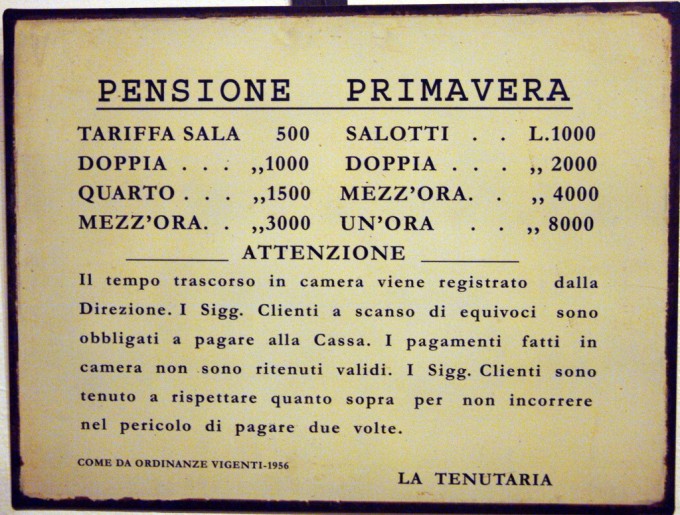 PENSIONE PRIMAVERA
TARIFFA SALA 500 SALOTTI . . L.1000
DOPPIA . . . ,,1000 DOPPIA . . . ,, 2000
QUARTO . . . ,,1500 MEZZ'ORA. . ,, 4000
MEZZ'ORA. . ,,3000 UN'ORA . . ,, 8000
ATTENZIONE
Il tempo trascorso in camera viene registrato dalla
Direzione. I Sigg. Clienti a scanso di equivoci sono
obbligati a pagare alla Cassa. I pagamenti fatti in
camera non sono ritenuti validi. I Sigg. Clienti sono
tenuto a rispettare quanto sopra per non incorrere
nel pericolo di pagare due volte.
COME DA ORDINANZE VIGENTI-1956
LA TENUTARIA